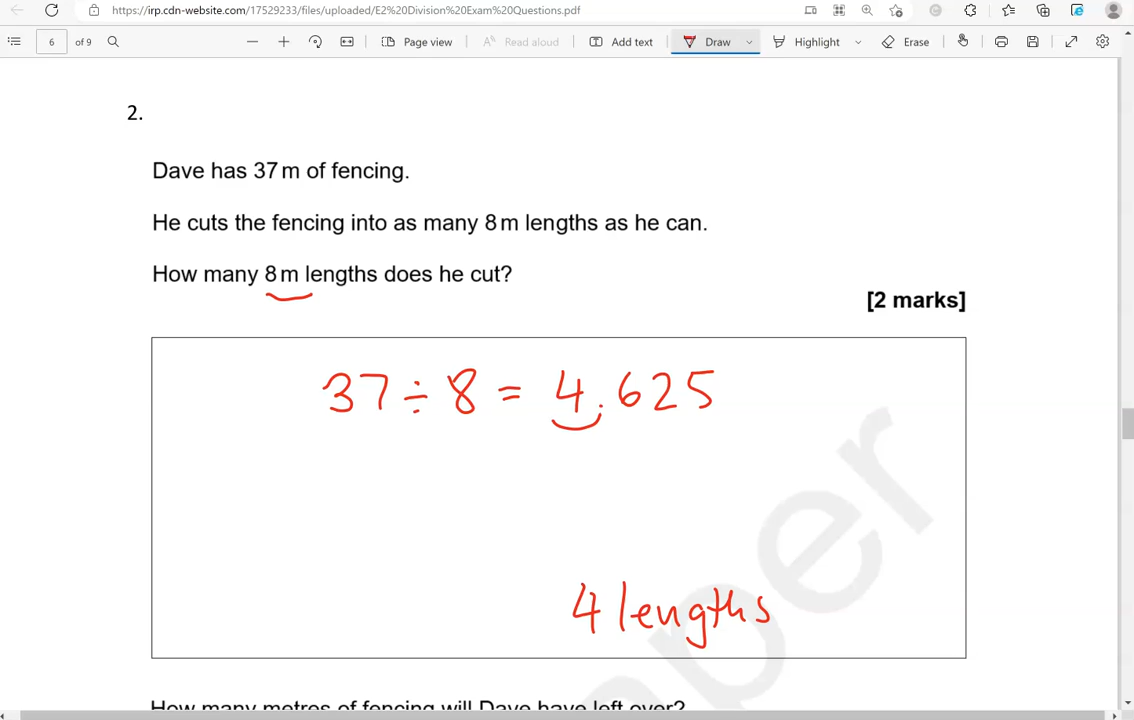 https://irp.cdn-website.com/17529233/files/uploaded/E2%20Division%20Exam%20Questions.pdf
6 of 9 Page view Read aloud Add text Draw Highlight Erase
2.
Dave has 37 m of fencing.
He cuts the fencing into as many 8 m lengths as he can.
How many 8 m lengths does he cut?
[2 marks]
37 ÷ 8 = 4.625
4 lengths
How many metres of fencing will Dave have left over?